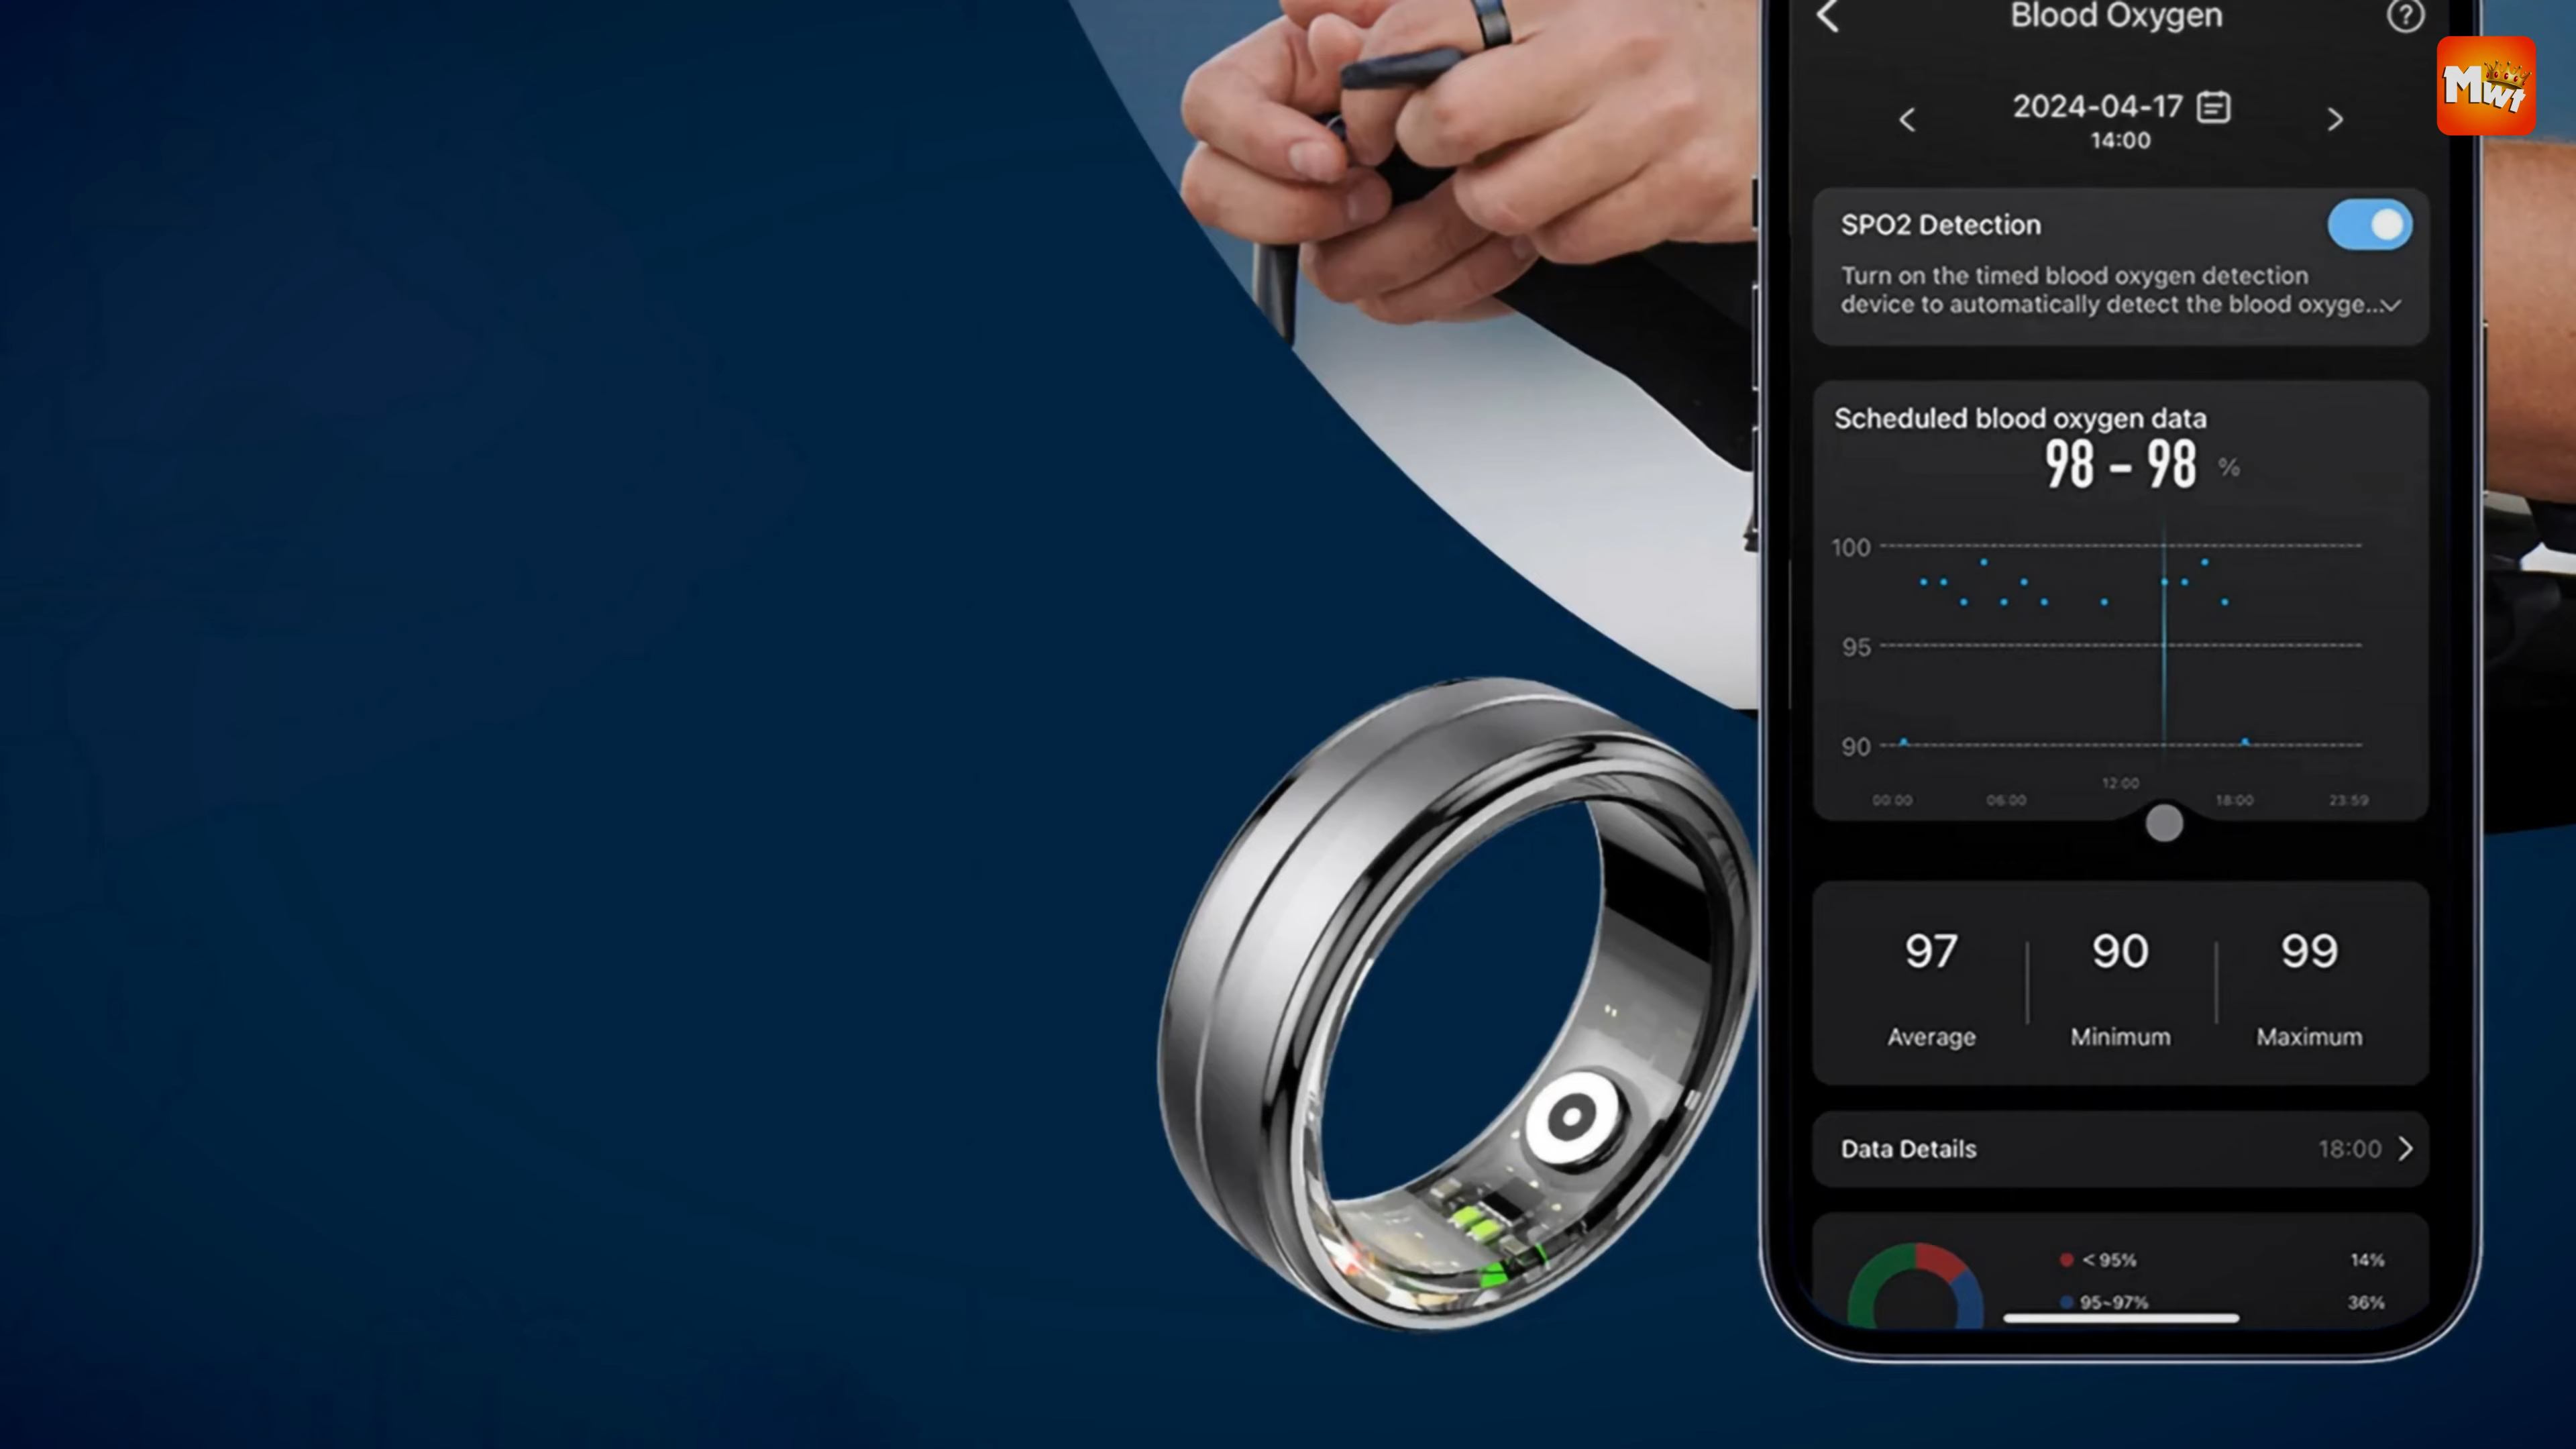 Blood Oxygen
?
Mwt
2024-04-17
14:00
SPO2 Detection
Turn on the timed blood oxygen detection
device to automatically detect the blood oxyge...
Scheduled blood oxygen data
98 – 98 %
100
95
90
00:00 06:00 12:00 18:00 23:59
97 90 99
Average Minimum Maximum
Data Details 18:00
< 95% 14%
95~97% 36%